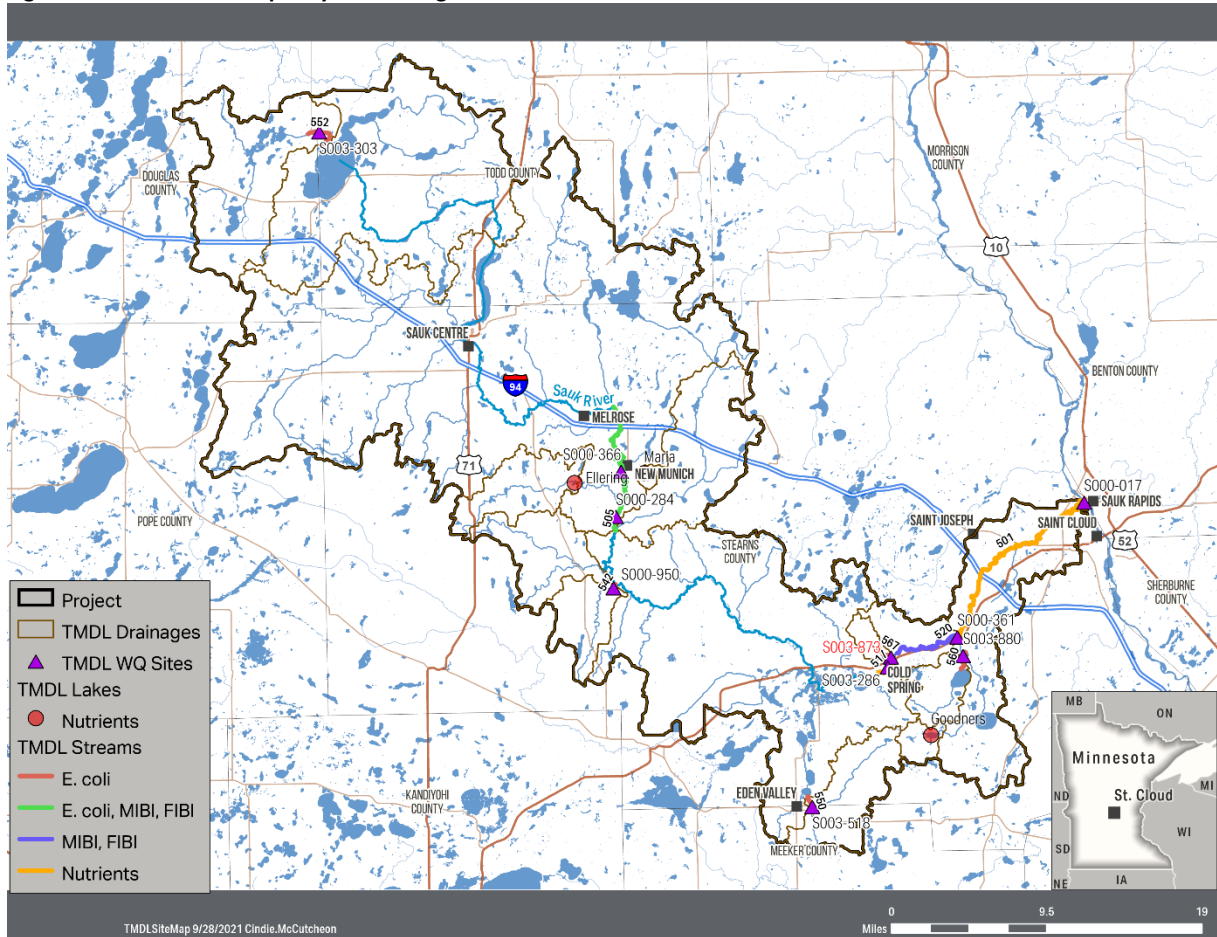 552
S003-303
DOUGLAS
COUNTY
TODD COUNTY
MORRISON
COUNTY
10
SAUK CENTRE
94
Sauk River
MELROSE
BENTON COUNTY
S000-366
Maria
NEW MUNICH
71
Ellering
S000-284
505
POPE COUNTY
S000-017
SAUK RAPIDS
SAINT JOSEPH
SAINT CLOUD
501
52
STEARNS
COUNTY
S000-950
542
SHERBURNE
COUNTY
S000-361
520
S003-880
S003-873
567
517
560
S003-286
COLD
SPRING
Goodners
KANDIYOHI
COUNTY
EDEN VALLEY
550
S003-518
MEEKER COUNTY
Project
TMDL Drainages
TMDL WQ Sites
TMDL Lakes
Nutrients
TMDL Streams
E. coli
E. coli, MIBI, FIBI
MIBI, FIBI
Nutrients
MB
ON
Minnesota
MI
ND
St. Cloud
WI
SD
NE
IA
TMDLSiteMap 9/28/2021 Cindie.McCutcheon
0
9.5
19
Miles